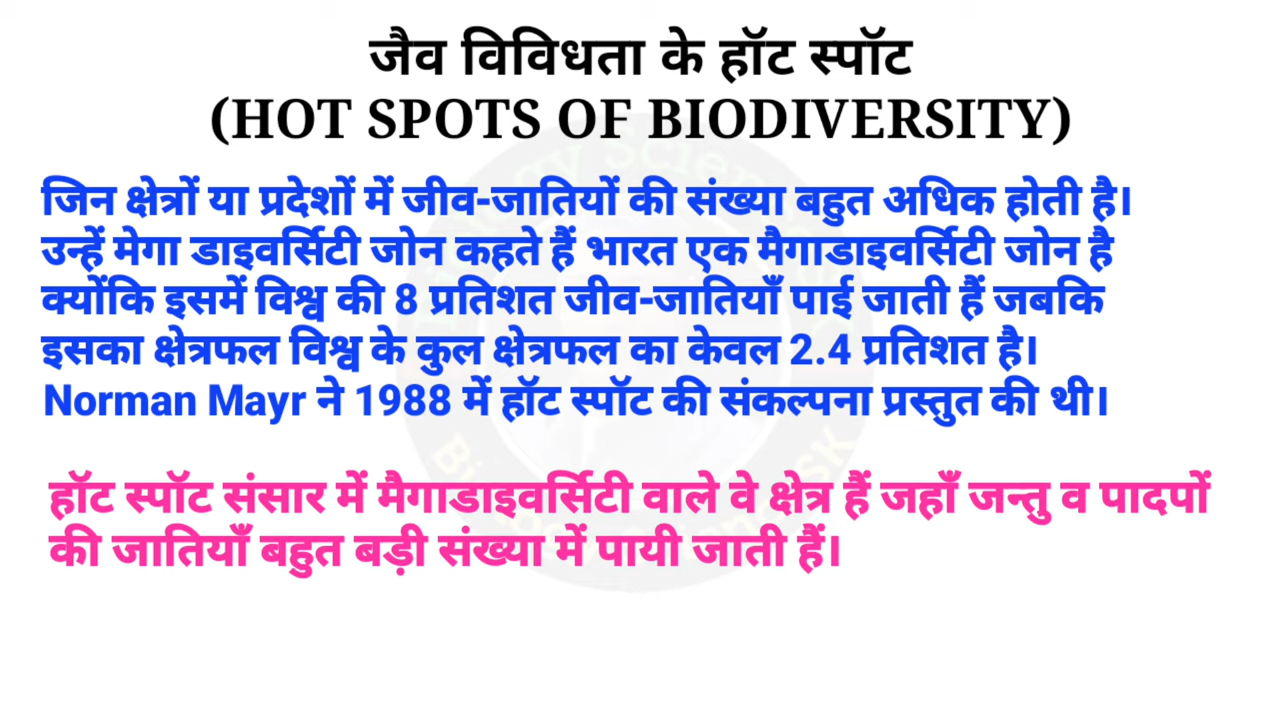 जैव विविधता के हॉट स्पॉट
(HOT SPOTS OF BIODIVERSITY)
जिन क्षेत्रों या प्रदेशों में जीव-जातियों की संख्या बहुत अधिक होती है।
उन्हें मेगा डाइवर्सिटी जोन कहते हैं भारत एक मैगाडाइवर्सिटी जोन है
क्योंकि इसमें विश्व की 8 प्रतिशत जीव-जातियाँ पाई जाती हैं जबकि
इसका क्षेत्रफल विश्व के कुल क्षेत्रफल का केवल 2.4 प्रतिशत है।
Norman Mayr ने 1988 में हॉट स्पॉट की संकल्पना प्रस्तुत की थी।
हॉट स्पॉट संसार में मैगाडाइवर्सिटी वाले वे क्षेत्र हैं जहाँ जन्तु व पादपों
की जातियाँ बहुत बड़ी संख्या में पायी जाती हैं।